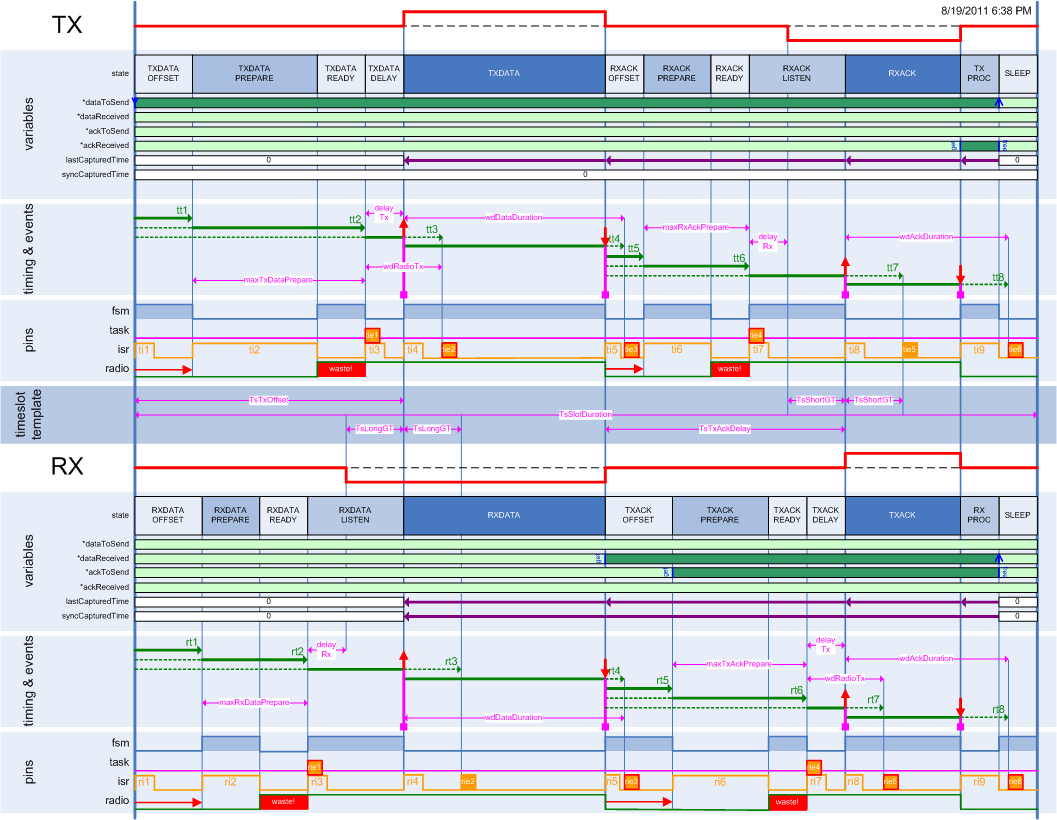 8/19/2011 6:38 PM
TX
variables
state
TXDATA OFFSET
TXDATA PREPARE
TXDATA READY
TXDATA DELAY
TXDATA
RXACK OFFSET
RXACK PREPARE
RXACK READY
RXACK LISTEN
RXACK
TX PROC
SLEEP
*dataToSend
*dataReceived
*ackToSend
*ackReceived
get
free
lastCapturedTime
0
0
syncCapturedTime
0
timing & events
tt1
tt2
delay Tx
tt3
wdDataDuration
tt4
tt5
maxRxAckPrepare
tt6
delay Rx
wdAckDuration
tt7
tt8
maxTxDataPrepare
wdRadioTx
pins
fsm
task
tie1
tie4
isr
ti1
ti2
ti3
ti4
tie2
ti5
tie3
ti6
ti7
ti8
tie5
ti9
tie6
radio
waste!
waste!
timeslot template
TsTxOffset
TsShortGT
TsShortGT
TsSlotDuration
TsLongGT
TsLongGT
TsTxAckDelay
RX
variables
state
RXDATA OFFSET
RXDATA PREPARE
RXDATA READY
RXDATA LISTEN
RXDATA
TXACK OFFSET
TXACK PREPARE
TXACK READY
TXACK DELAY
TXACK
RX PROC
SLEEP
*dataToSend
*dataReceived
get
*ackToSend
get
free
*ackReceived
lastCapturedTime
0
0
syncCapturedTime
0
0
timing & events
rt1
rt2
delay Rx
rt3
rt4
rt5
maxTxAckPrepare
rt6
delay Tx
wdAckDuration
wdRadioTx
rt7
rt8
maxRxDataPrepare
wdDataDuration
pins
fsm
task
rie1
rie4
isr
ri1
ri2
ri3
ri4
rie2
ri5
rie3
ri6
ri7
ri8
rie5
ri9
rie6
radio
waste!
waste!